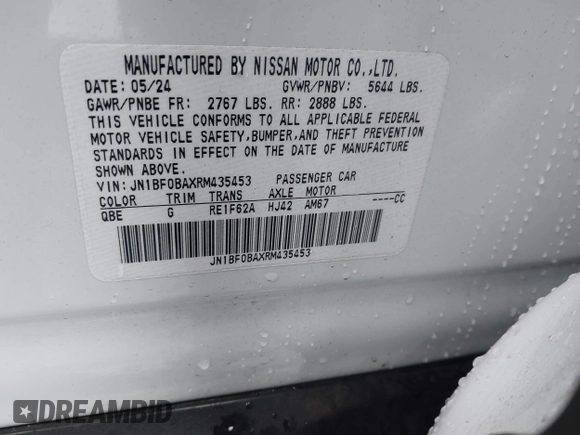 MANUFACTURED BY NISSAN MOTOR CO.,LTD.
DATE: 05/24 GVWR/PNBV: 5644 LBS.
GAWR/PNBE FR: 2767 LBS. RR: 2888 LBS.
THIS VEHICLE CONFORMS TO ALL APPLICABLE FEDERAL
MOTOR VEHICLE SAFETY, BUMPER, AND THEFT PREVENTION
STANDARDS IN EFFECT ON THE DATE OF MANUFACTURE
SHOWN ABOVE.
VIN: JN1BF0BAXRM435453 PASSENGER CAR
COLOR TRIM TRANS AXLE MOTOR
QBE G RE1F62A HJ42 AM67 ----CC
JN1BF0BAXRM435453
DREAMBID